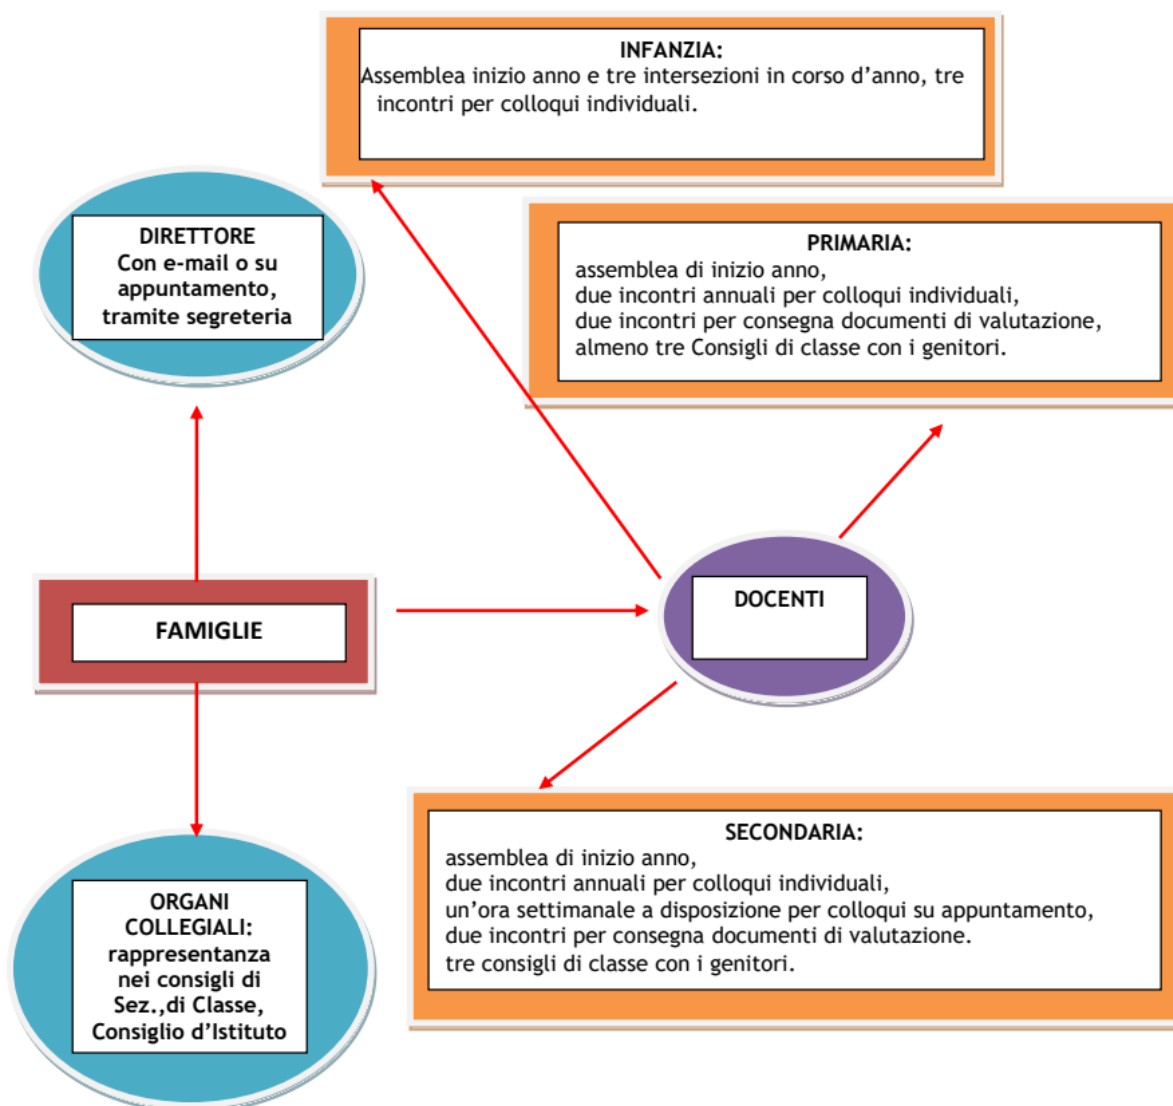 INFANZIA:
Assemblea inizio anno e tre intersezioni in corso d’anno, tre
incontri per colloqui individuali.
DIRETTORE
Con e-mail o su
appuntamento,
tramite segreteria
PRIMARIA:
assemblea di inizio anno,
due incontri annuali per colloqui individuali,
due incontri per consegna documenti di valutazione,
almeno tre Consigli di classe con i genitori.
FAMIGLIE
DOCENTI
SECONDARIA:
assemblea di inizio anno,
due incontri annuali per colloqui individuali,
un’ora settimanale a disposizione per colloqui su appuntamento,
due incontri per consegna documenti di valutazione.
tre consigli di classe con i genitori.
ORGANI
COLLEGIALI:
rappresentanza
nei consigli di
Sez.,di Classe,
Consiglio d’Istituto